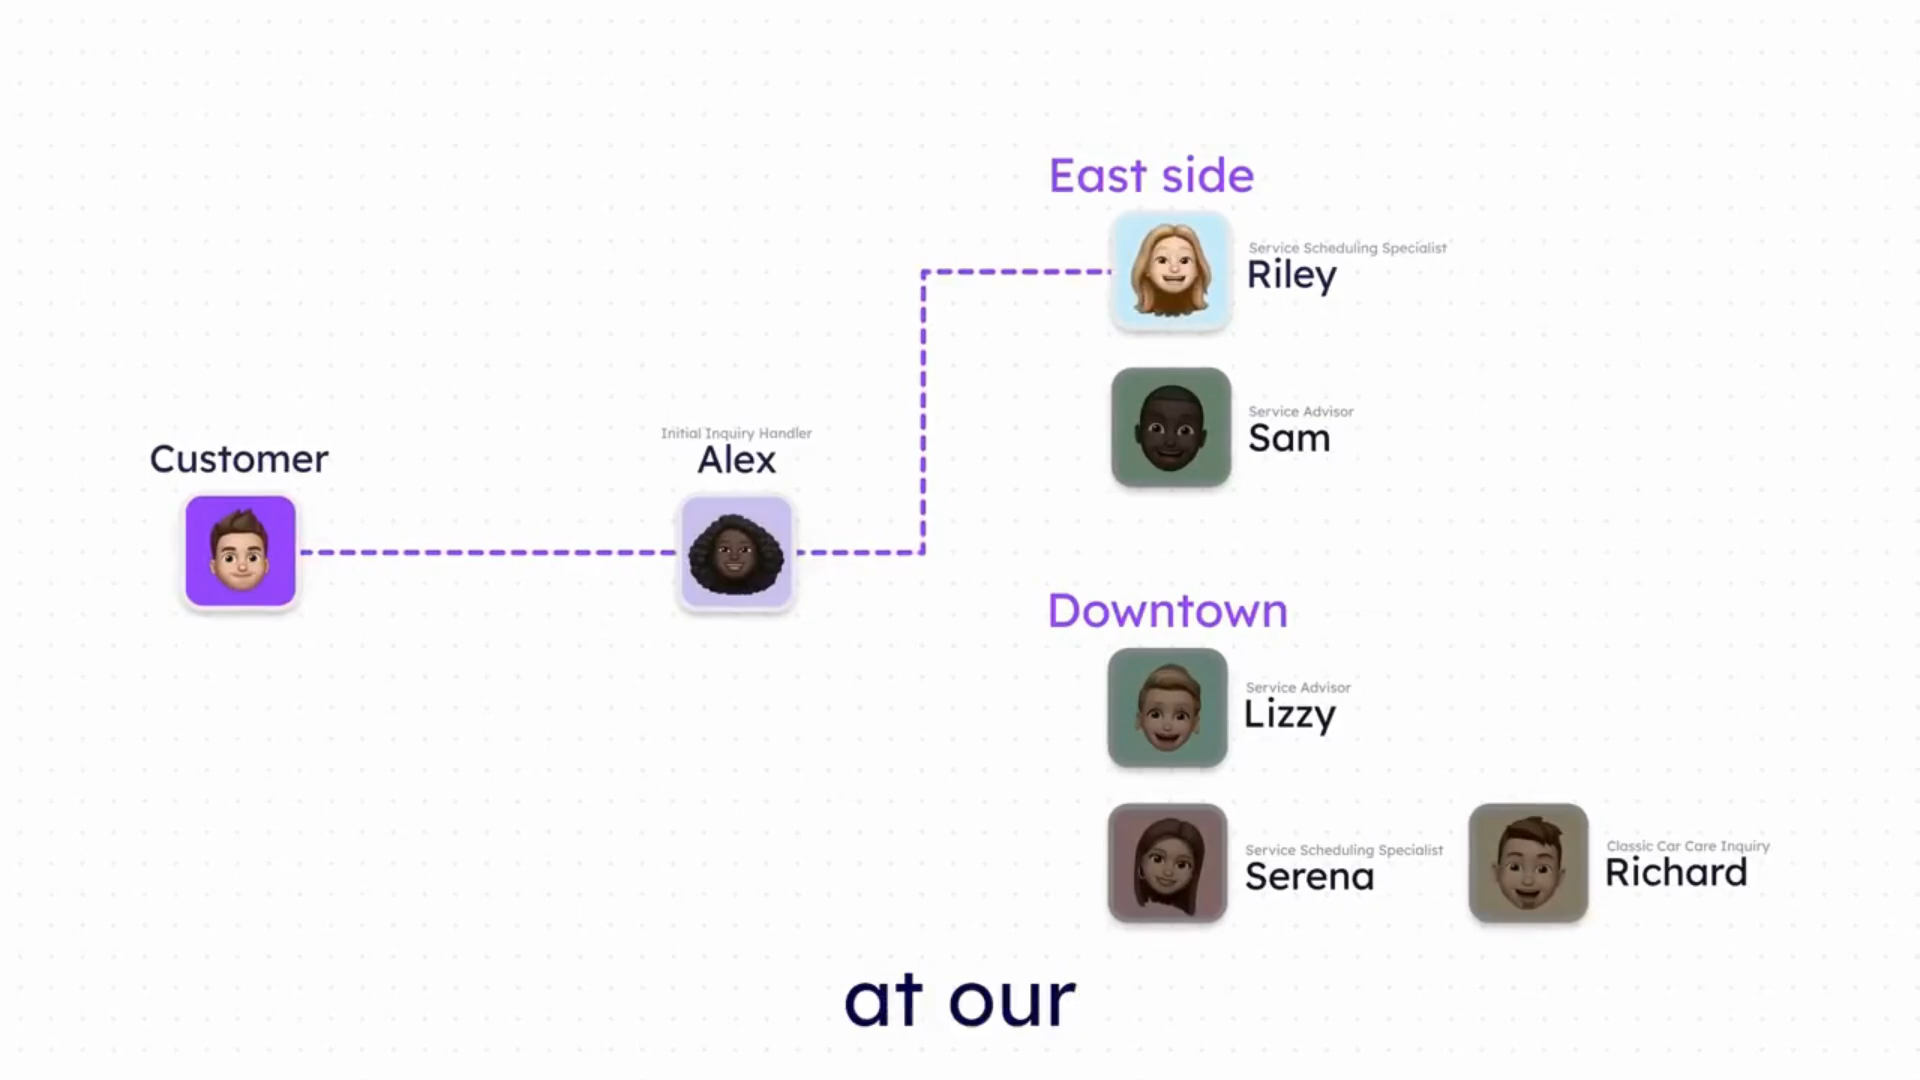 East side
Service Scheduling Specialist
Riley
Service Advisor
Sam
Customer
Initial Inquiry Handler
Alex
Downtown
Service Advisor
Lizzy
Service Scheduling Specialist
Serena
Classic Car Care Inquiry
Richard
at our